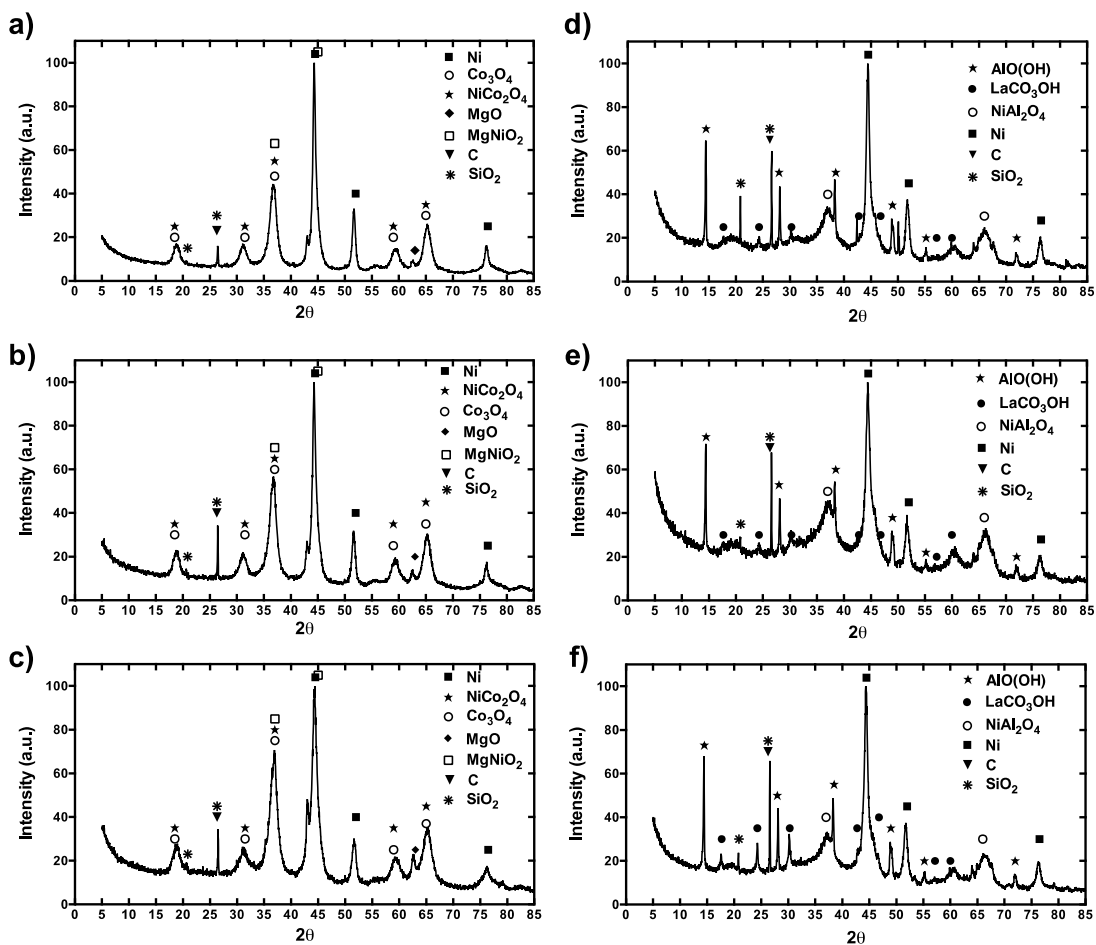 a)
Intensity (a.u.)
100
80
60
40
20
0
0 5 10 15 20 25 30 35 40 45 50 55 60 65 70 75 80 85
2θ
Ni
Co₃O₄
NiCo₂O₄
MgO
MgNiO₂
C
SiO₂
d)
Intensity (a.u.)
100
80
60
40
20
0
0 5 10 15 20 25 30 35 40 45 50 55 60 65 70 75 80 85
2θ
AlO(OH)
LaCO₃OH
NiAl₂O₄
Ni
C
SiO₂
b)
Intensity (a.u.)
100
80
60
40
20
0
0 5 10 15 20 25 30 35 40 45 50 55 60 65 70 75 80 85
2θ
Ni
NiCo₂O₄
Co₃O₄
MgO
MgNiO₂
C
SiO₂
e)
Intensity (a.u.)
100
80
60
40
20
0
0 5 10 15 20 25 30 35 40 45 50 55 60 65 70 75 80 85
2θ
AlO(OH)
LaCO₃OH
NiAl₂O₄
Ni
C
SiO₂
c)
Intensity (a.u.)
100
80
60
40
20
0
0 5 10 15 20 25 30 35 40 45 50 55 60 65 70 75 80 85
2θ
Ni
NiCo₂O₄
Co₃O₄
MgO
MgNiO₂
C
SiO₂
f)
Intensity (a.u.)
100
80
60
40
20
0
0 5 10 15 20 25 30 35 40 45 50 55 60 65 70 75 80 85
2θ
AlO(OH)
LaCO₃OH
NiAl₂O₄
Ni
C
SiO₂